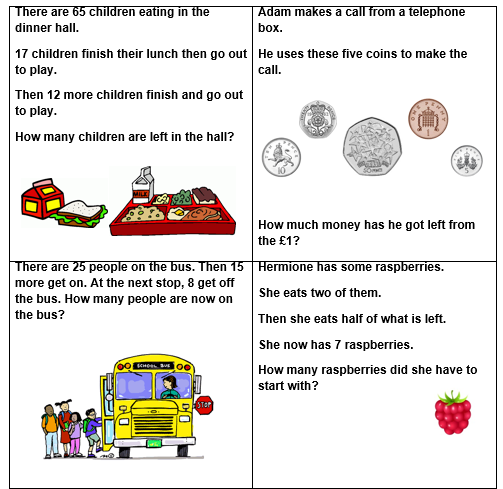 There are 65 children eating in the
dinner hall.
17 children finish their lunch then go out
to play.
Then 12 more children finish and go out
to play.
How many children are left in the hall?
MILK
Adam makes a call from a telephone
box.
He uses these five coins to make the
call.
ONE PENNY
10
50 PENCE
1
5
How much money has he got left from
the £1?
There are 25 people on the bus. Then 15
more get on. At the next stop, 8 get off
the bus. How many people are now on
the bus?
SCHOOL BUS
STOP
Hermione has some raspberries.
She eats two of them.
Then she eats half of what is left.
She now has 7 raspberries.
How many raspberries did she have to
start with?